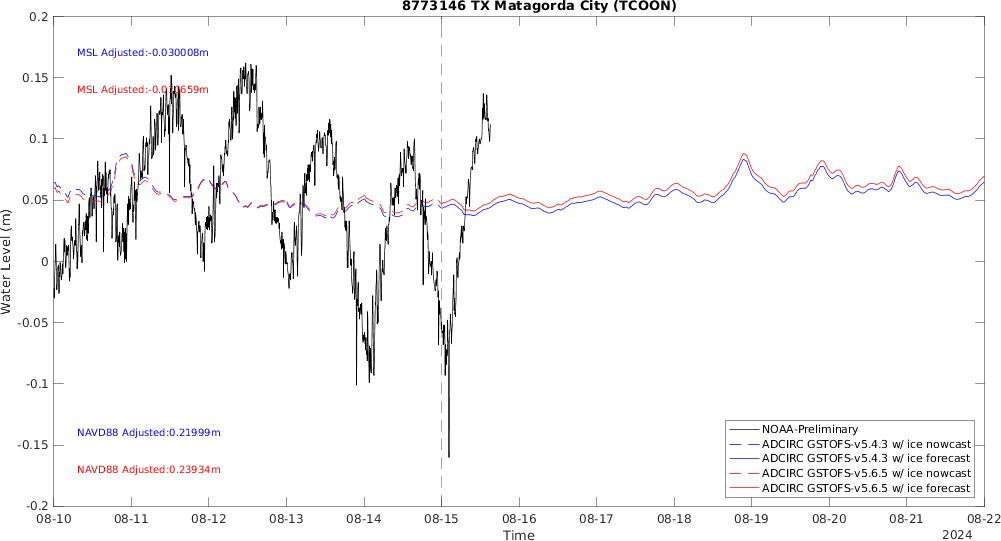 8773146 TX Matagorda City (TCOON)
0.2
0.15
0.1
0.05
0
-0.05
-0.1
-0.15
-0.2
Water Level (m)
MSL Adjusted:-0.030008m
MSL Adjusted:
NAVD88 Adjusted:0.21999m
NAVD88 Adjusted:0.23934m
NOAA-Preliminary
ADCIRC GSTOFS-v5.4.3 w/ ice nowcast
ADCIRC GSTOFS-v5.4.3 w/ ice forecast
ADCIRC GSTOFS-v5.6.5 w/ ice nowcast
ADCIRC GSTOFS-v5.6.5 w/ ice forecast
08-10 08-11 08-12 08-13 08-14 08-15 08-16 08-17 08-18 08-19 08-20 08-21 08-22
Time
2024